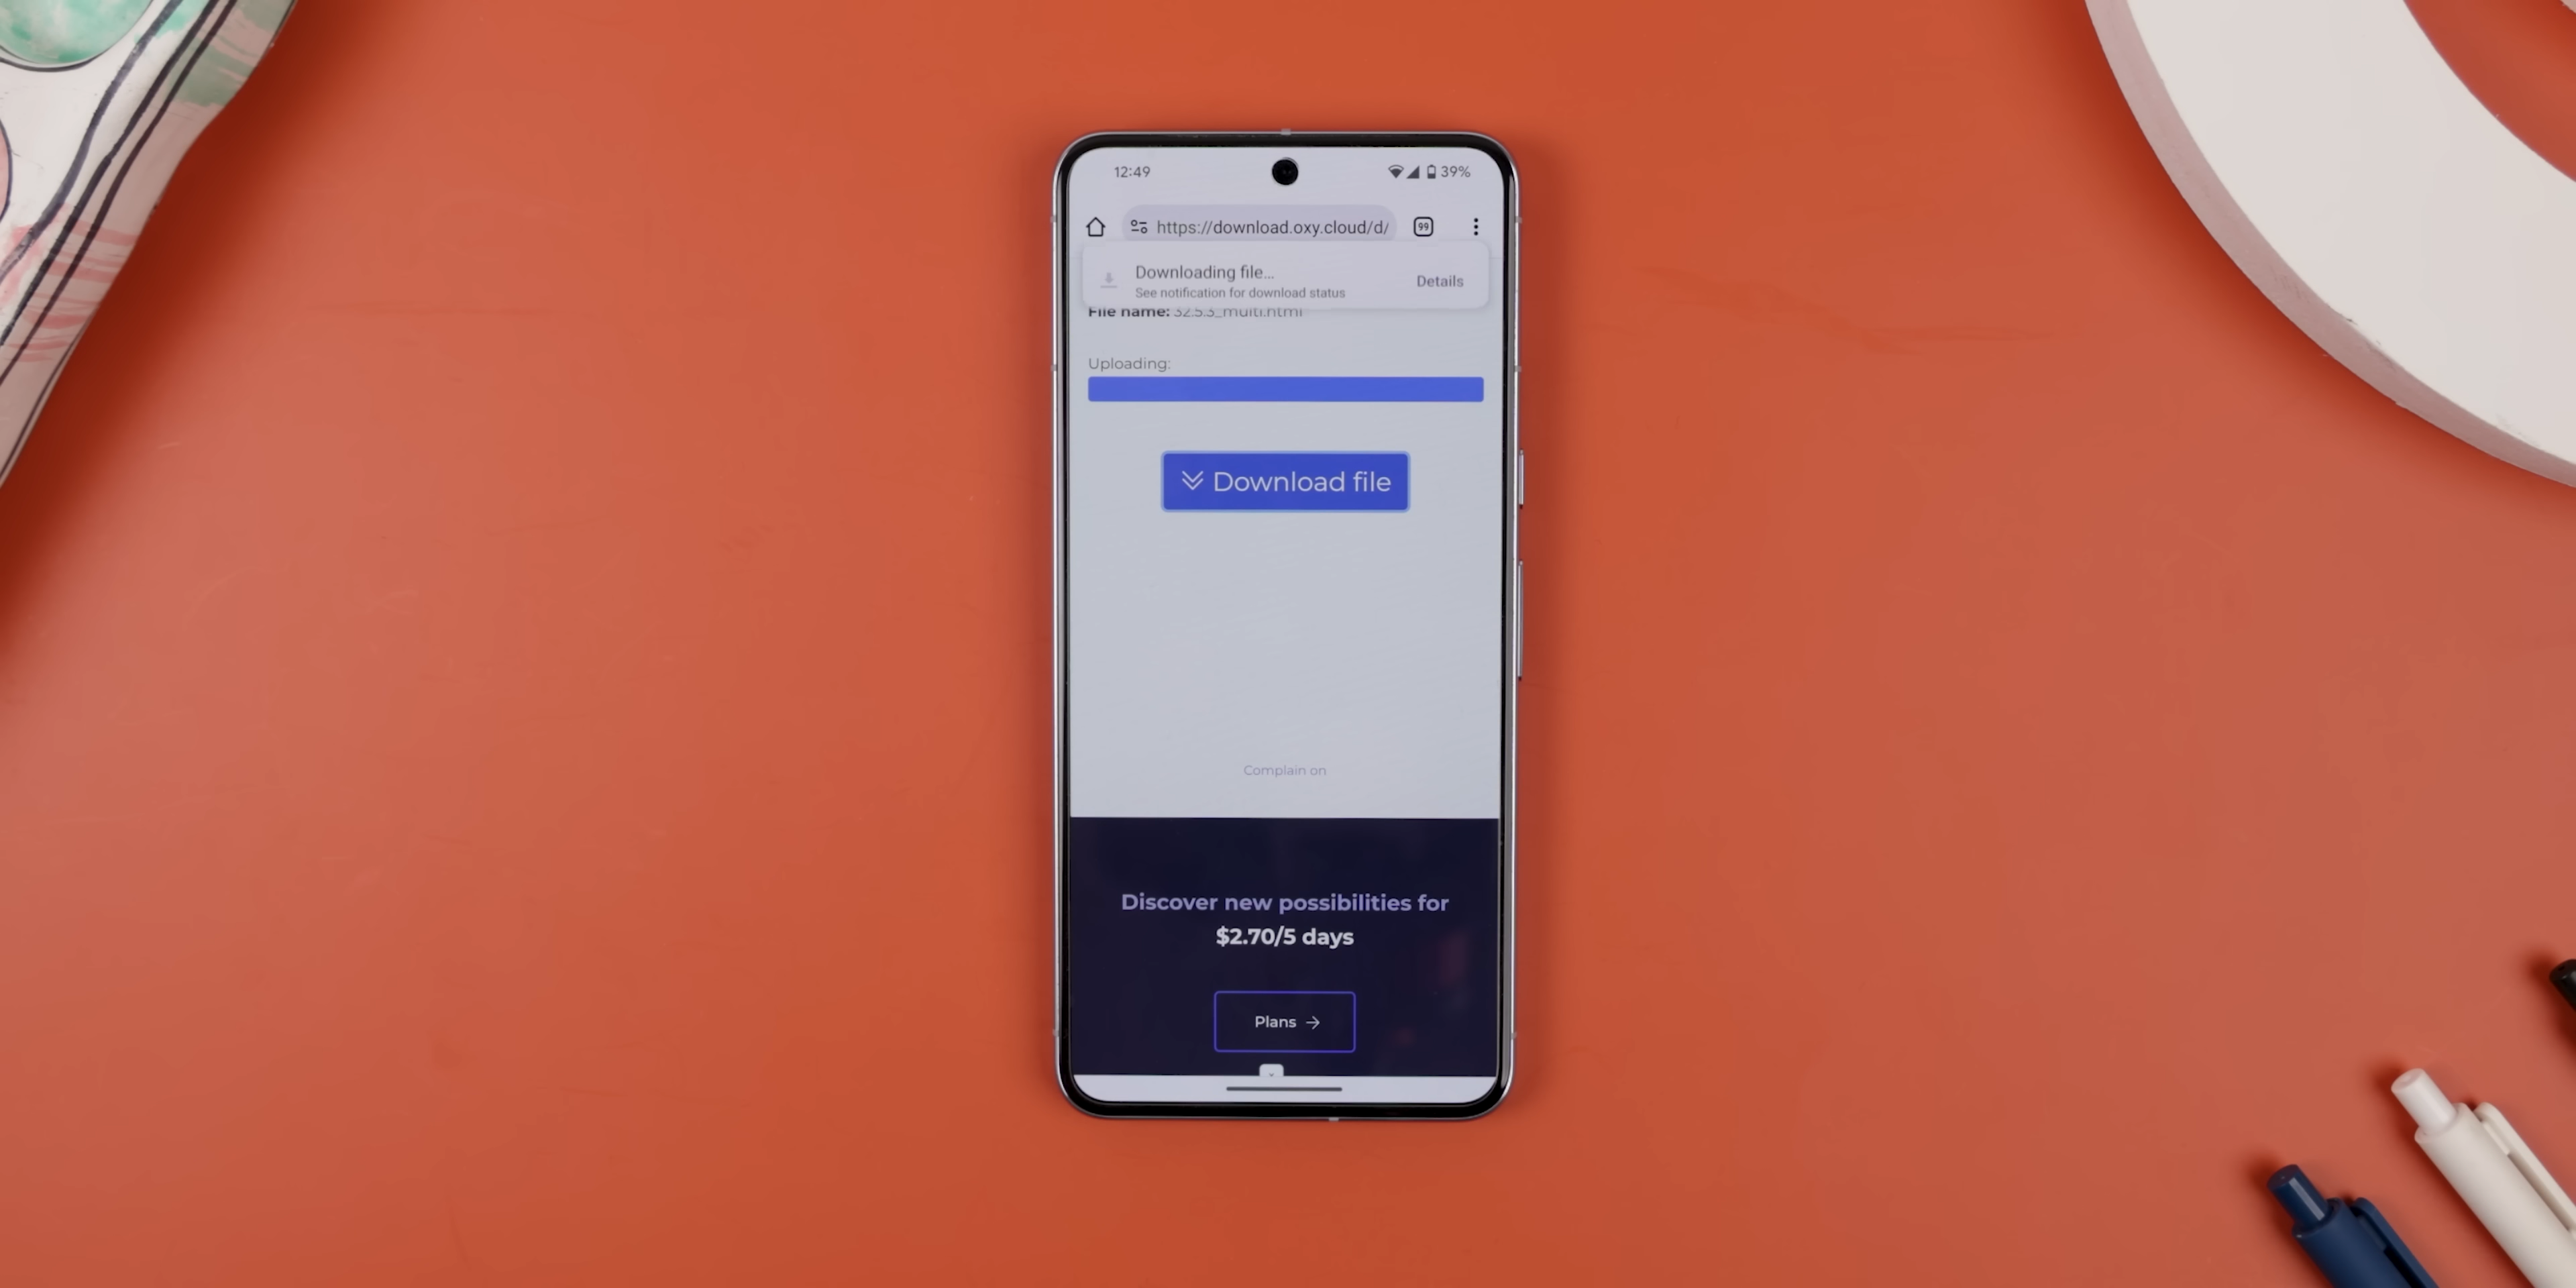 12:49
39%
https://download.oxy.cloud/d/
99
Downloading file...
See notification for download status
Details
File name: 32.5.3_multi.html
Uploading:
Download file
Complain on
Discover new possibilities for
$2.70/5 days
Plans